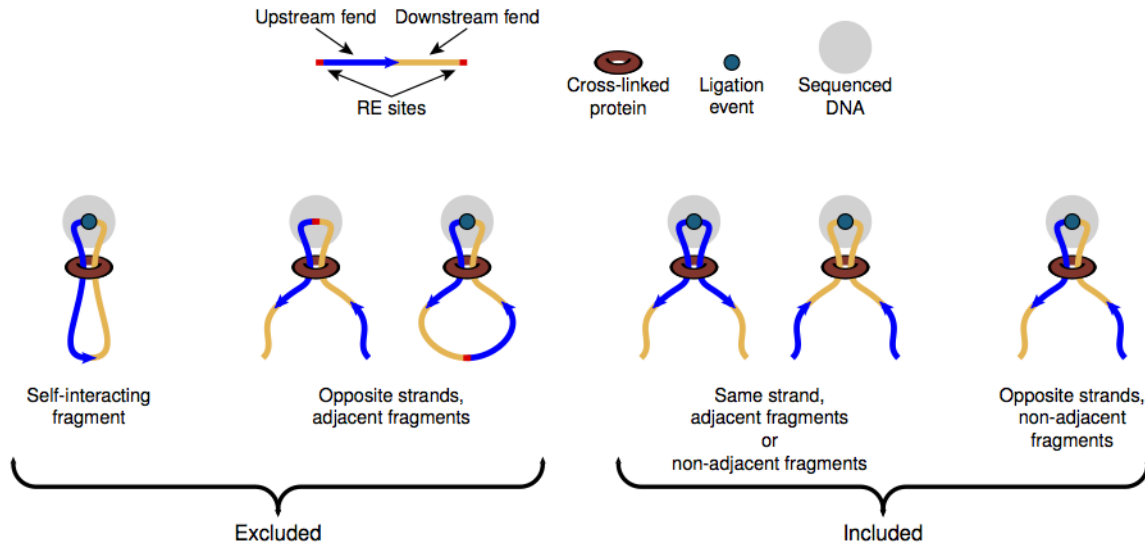 Upstream fend
Downstream fend
RE sites
Cross-linked
protein
Ligation
event
Sequenced
DNA
Self-interacting
fragment
Opposite strands,
adjacent fragments
Same strand,
adjacent fragments
or
non-adjacent fragments
Opposite strands,
non-adjacent
fragments
Excluded
Included